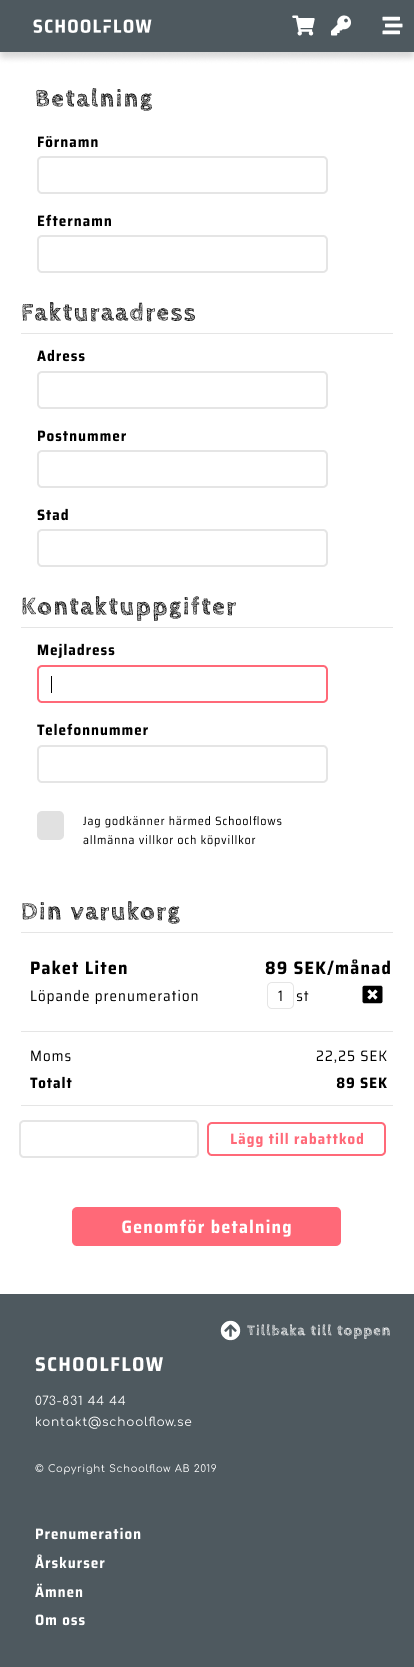 SCHOOLFLOW
Betalning
Förnamn
Efternamn
Fakturaadress
Adress
Postnummer
Stad
Kontaktuppgifter
Mejladress
Telefonnummer
Jag godkänner härmed Schoolflows
allmänna villkor och köpvillkor
Din varukorg
Paket Liten 89 SEK/månad
Löpande prenumeration 1 st
Moms 22,25 SEK
Totalt 89 SEK
Lägg till rabattkod
Genomför betalning
Tillbaka till toppen
SCHOOLFLOW
073-831 44 44
kontakt@schoolflow.se
© Copyright Schoolflow AB 2019
Prenumeration
Årskurser
Ämnen
Om oss